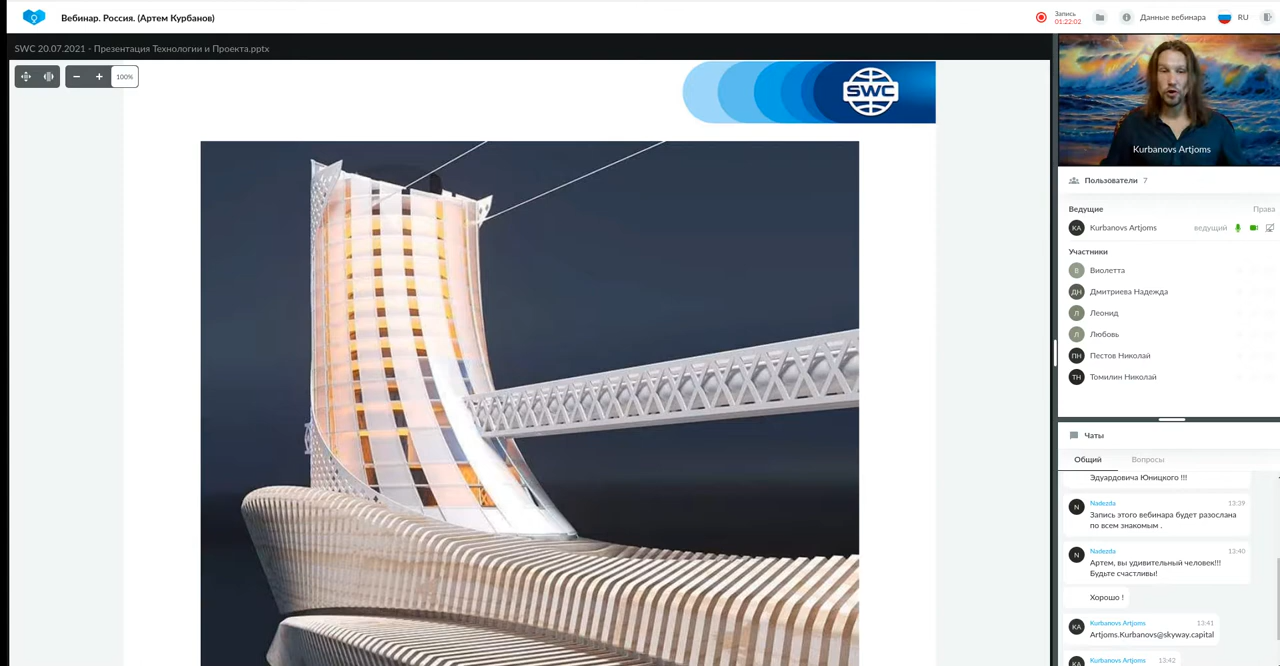 Вебинар. Россия. (Артем Курбанов)
Запись
01:22:02
Данные вебинара
RU
SWC 20.07.2021 - Презентация Технологии и Проекта.pptx
100%
SWC
Kurbanovs Artjoms
Пользователи 7
Ведущие
Права
KA Kurbanovs Artjoms ведущий
Участники
В Виолетта
ДН Дмитриева Надежда
Л Леонид
Л Любовь
ПН Пестов Николай
ТН Томилин Николай
Чаты
Общий
Вопросы
Эдуардовича Юницкого !!!
N Nadezda 13:39
Запись этого вебинара будет разослана
по всем знакомым .
N Nadezda 13:40
Артем, вы удивительный человек!!!
Будьте счастливы!
Хорошо !
KA Kurbanovs Artjoms 13:41
Artjoms.Kurbanovs@skyway.capital
KA Kurbanovs Artjoms 13:42